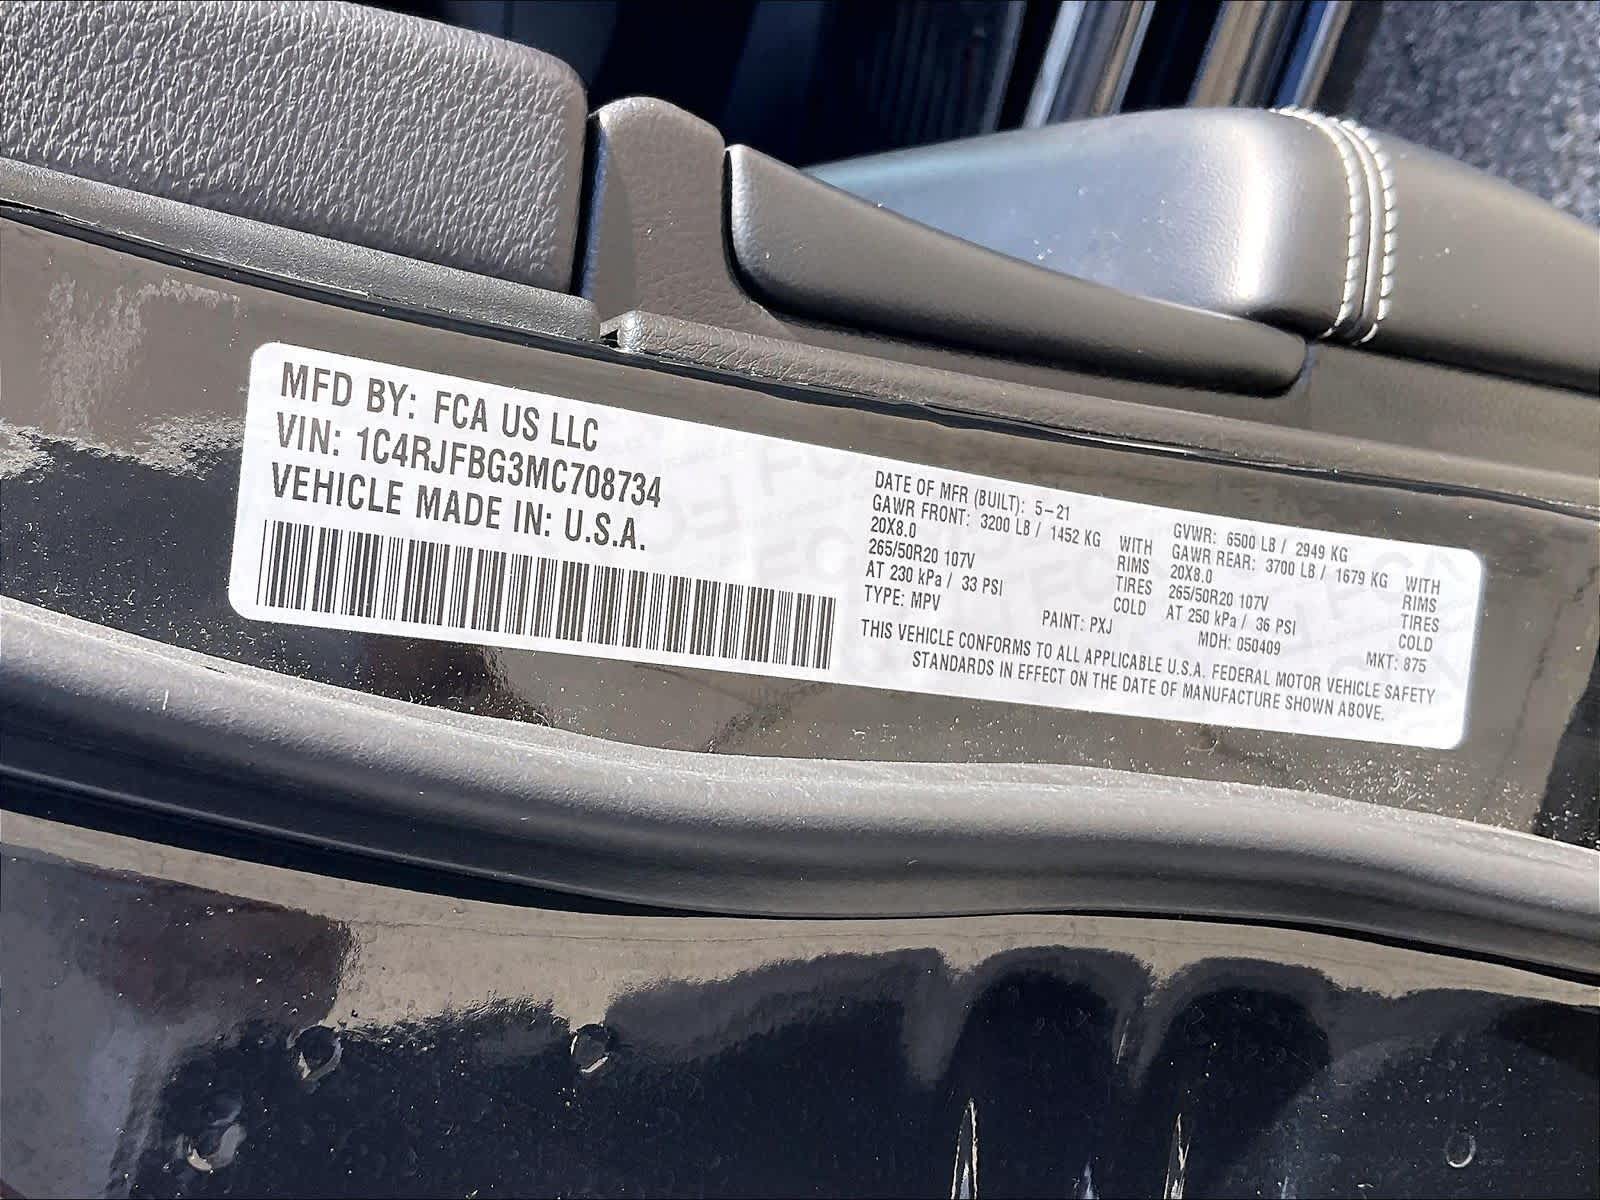 MFD BY: FCA US LLC
VIN: 1C4RJFBG3MC708734
VEHICLE MADE IN: U.S.A.
DATE OF MFR (BUILT): 5-21
GAWR FRONT: 3200 LB / 1452 KG WITH
20X8.0 RIMS
265/50R20 107V TIRES
AT 230 kPa / 33 PSI COLD
TYPE: MPV PAINT: PXJ
GVWR: 6500 LB / 2949 KG
GAWR REAR: 3700 LB / 1679 KG WITH
20X8.0 RIMS
265/50R20 107V TIRES
AT 250 kPa / 36 PSI COLD
MDH: 050409 MKT: 875
THIS VEHICLE CONFORMS TO ALL APPLICABLE U.S.A. FEDERAL MOTOR VEHICLE SAFETY
STANDARDS IN EFFECT ON THE DATE OF MANUFACTURE SHOWN ABOVE.